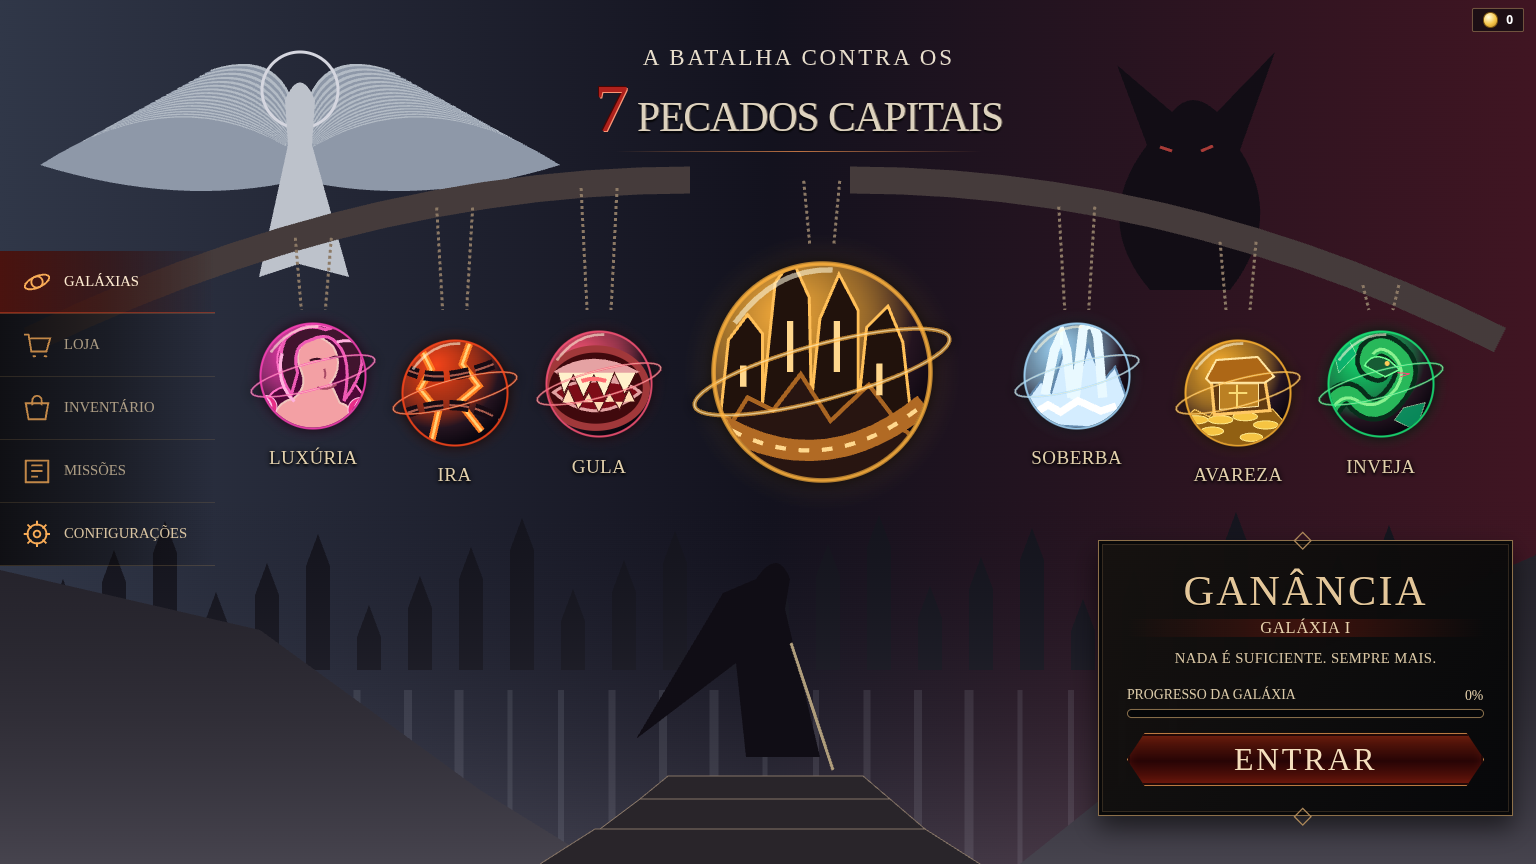 0
A BATALHA CONTRA OS
7 PECADOS CAPITAIS
GALÁXIAS
LOJA
INVENTÁRIO
MISSÕES
CONFIGURAÇÕES
LUXÚRIA
IRA
GULA
SOBERBA
AVAREZA
INVEJA
GANÂNCIA
GALÁXIA I
NADA É SUFICIENTE. SEMPRE MAIS.
PROGRESSO DA GALÁXIA 0%
ENTRAR